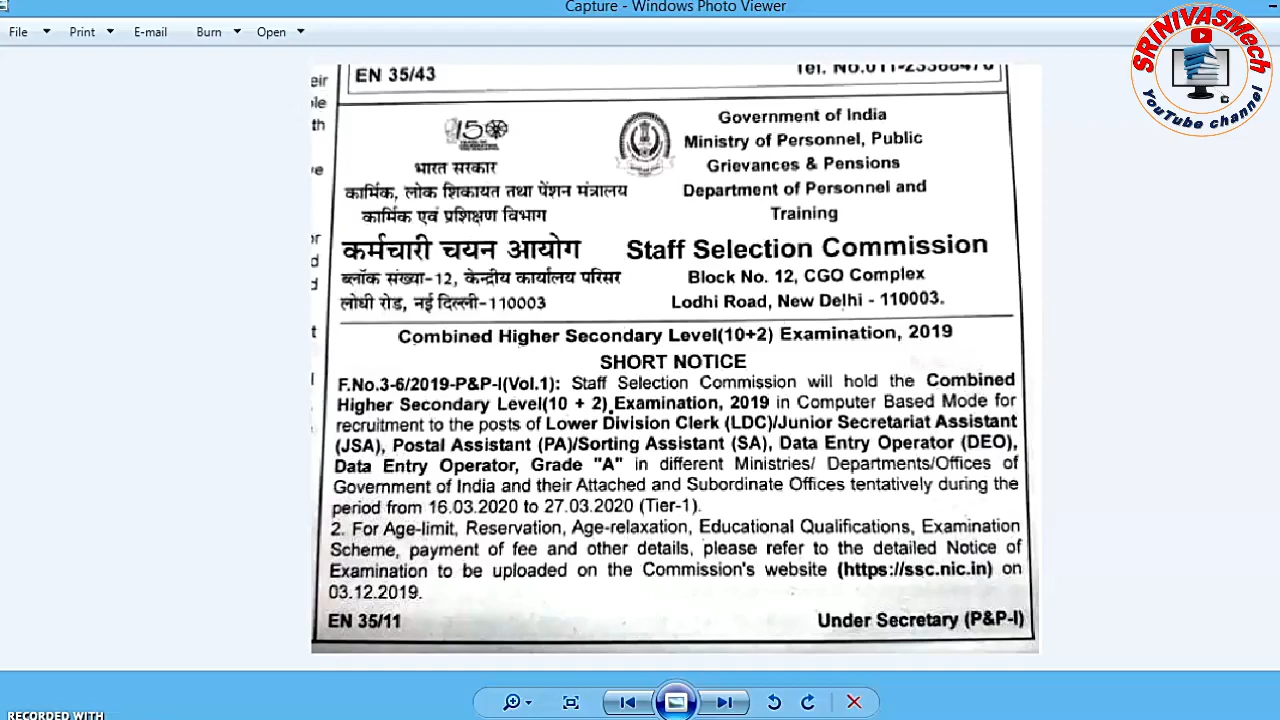 Capture - Windows Photo Viewer
File Print E-mail Burn Open
SRINIVASMech
YouTube channel
EN 35/43
Tel. No.011-23388476
eir
ole
th
ve
or
d
d
t
l
150
भारत सरकार
कार्मिक, लोक शिकायत तथा पेंशन मंत्रालय
कार्मिक एवं प्रशिक्षण विभाग
कर्मचारी चयन आयोग
ब्लॉक संख्या-12, केन्द्रीय कार्यालय परिसर
लोधी रोड, नई दिल्ली-110003
Government of India
Ministry of Personnel, Public
Grievances & Pensions
Department of Personnel and
Training
Staff Selection Commission
Block No. 12, CGO Complex
Lodhi Road, New Delhi - 110003.
Combined Higher Secondary Level(10+2) Examination, 2019
SHORT NOTICE
F.No.3-6/2019-P&P-I(Vol.1): Staff Selection Commission will hold the Combined
Higher Secondary Level(10 + 2) Examination, 2019 in Computer Based Mode for
recruitment to the posts of Lower Division Clerk (LDC)/Junior Secretariat Assistant
(JSA), Postal Assistant (PA)/Sorting Assistant (SA), Data Entry Operator (DEO),
Data Entry Operator, Grade "A" in different Ministries/ Departments/Offices of
Government of India and their Attached and Subordinate Offices tentatively during the
period from 16.03.2020 to 27.03.2020 (Tier-1).
2. For Age-limit, Reservation, Age-relaxation, Educational Qualifications, Examination
Scheme, payment of fee and other details, please refer to the detailed Notice of
Examination to be uploaded on the Commission's website (https://ssc.nic.in) on
03.12.2019.
EN 35/11
Under Secretary (P&P-I)
RECORDED WITH